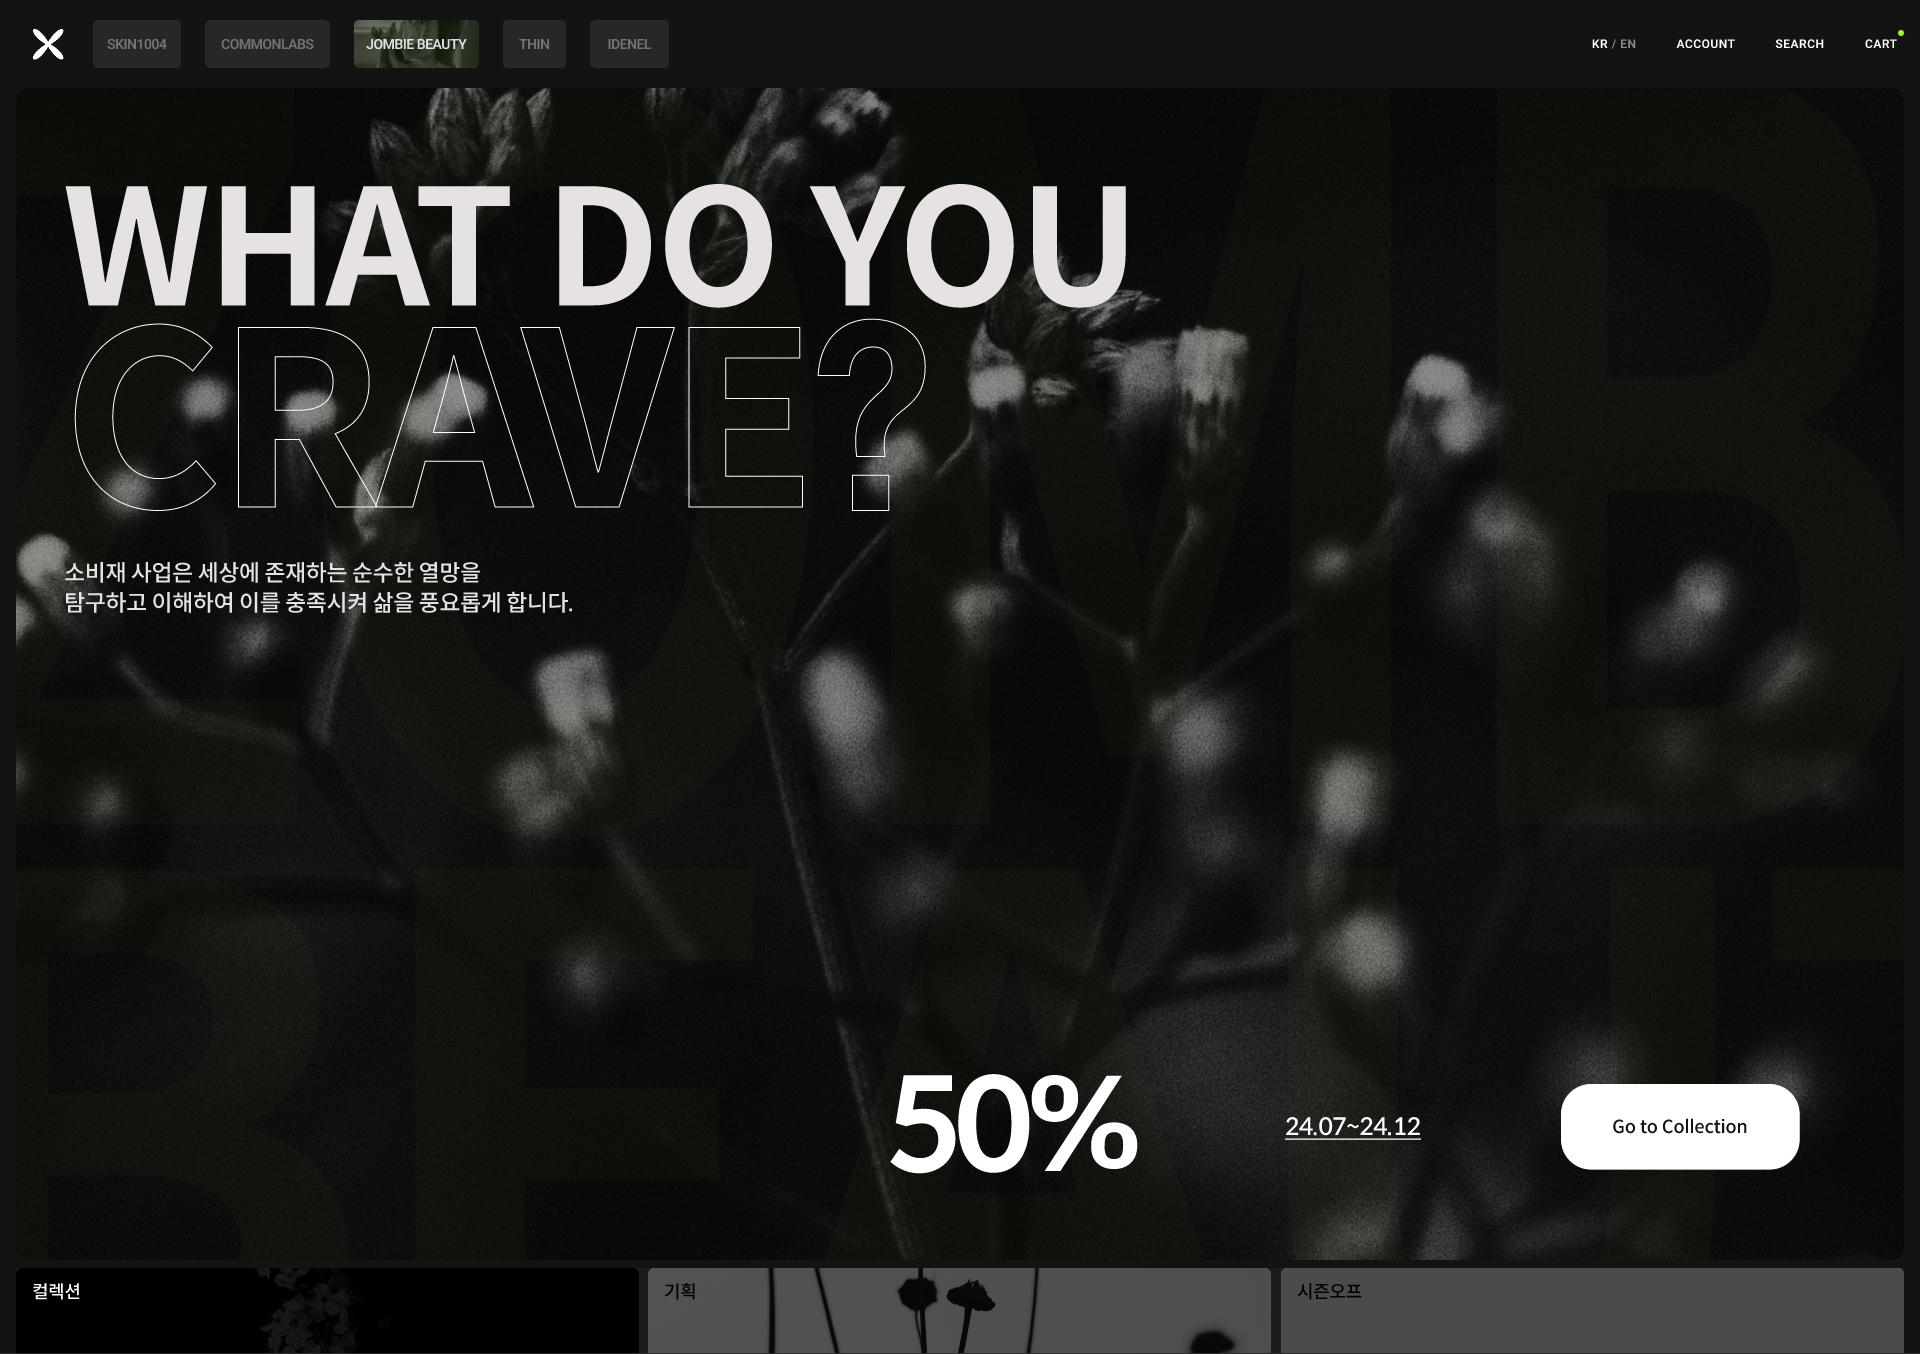 SKIN1004
COMMONLABS
JOMBIE BEAUTY
THIN
IDENEL
KR / EN
ACCOUNT
SEARCH
CART
WHAT DO YOU
CRAVE?
소비재 사업은 세상에 존재하는 순수한 열망을
탐구하고 이해하여 이를 충족시켜 삶을 풍요롭게 합니다.
50%
24.07~24.12
Go to Collection
컬렉션
기획
시즌오프